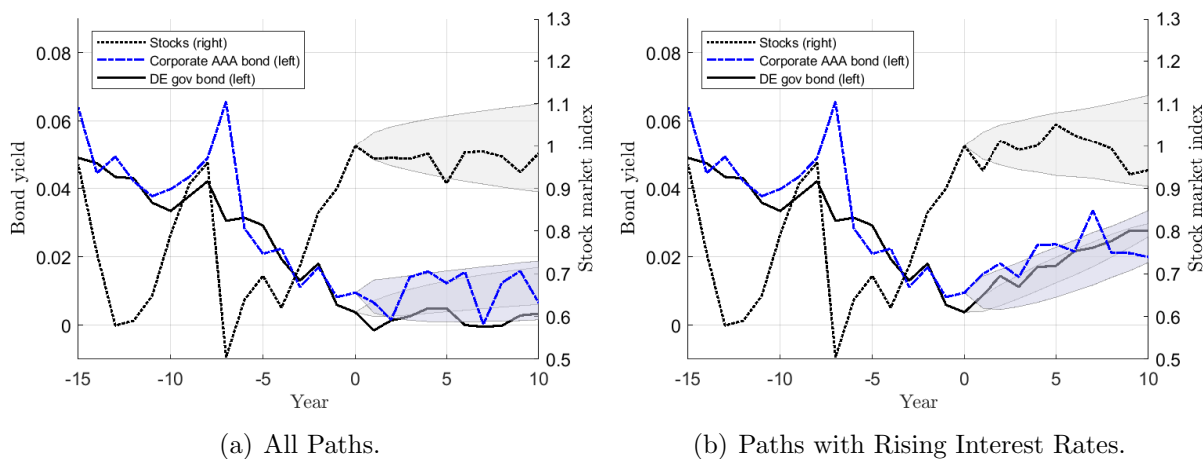 0.08
0.06
0.04
0.02
0
Bond yield
Stocks (right)
Corporate AAA bond (left)
DE gov bond (left)
1.3
1.2
1.1
1
0.9
0.8
0.7
0.6
0.5
Stock market index
-15 -10 -5 0 5 10
Year
(a) All Paths.
0.08
0.06
0.04
0.02
0
Bond yield
Stocks (right)
Corporate AAA bond (left)
DE gov bond (left)
1.3
1.2
1.1
1
0.9
0.8
0.7
0.6
0.5
Stock market index
-15 -10 -5 0 5 10
Year
(b) Paths with Rising Interest Rates.